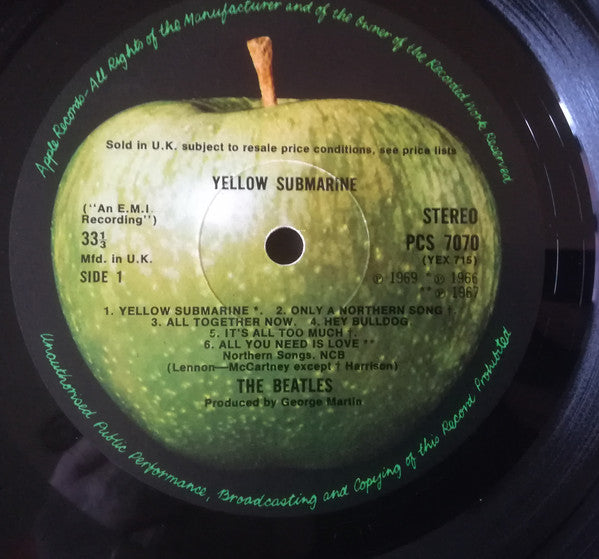 Apple Records-All Rights of the Manufacturer and of the Owner of the Recorded Work Reserved
Sold in U.K. subject to resale price conditions, see price lists
YELLOW SUBMARINE
("An E.M.I. Recording")
33⅓
Mfd. in U.K.
SIDE 1
STEREO
PCS 7070
(YEX.715)
℗ 1969 *℗ 1966
**℗ 1967
1. YELLOW SUBMARINE *. 2. ONLY A NORTHERN SONG †.
3. ALL TOGETHER NOW. 4. HEY BULLDOG.
5. IT'S ALL TOO MUCH †.
6. ALL YOU NEED IS LOVE **
Northern Songs. NCB
(Lennon—McCartney except † Harrison)
THE BEATLES
Produced by George Martin
Unauthorised Public Performance, Broadcasting and Copying of this Record Prohibited